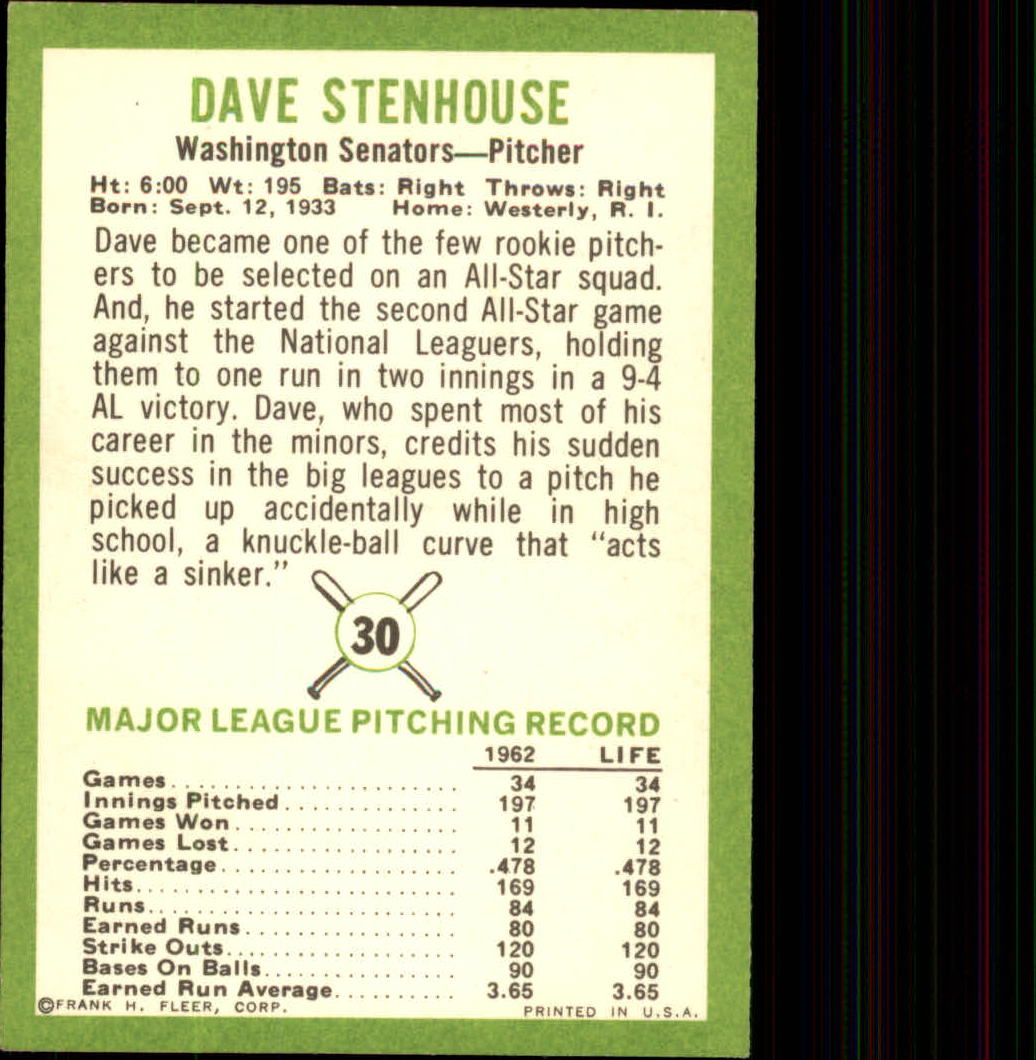 DAVE STENHOUSE
Washington Senators—Pitcher
Ht: 6:00 Wt: 195 Bats: Right Throws: Right
Born: Sept. 12, 1933 Home: Westerly, R. I.
Dave became one of the few rookie pitch-
ers to be selected on an All-Star squad.
And, he started the second All-Star game
against the National Leaguers, holding
them to one run in two innings in a 9-4
AL victory. Dave, who spent most of his
career in the minors, credits his sudden
success in the big leagues to a pitch he
picked up accidentally while in high
school, a knuckle-ball curve that “acts
like a sinker.”
30
MAJOR LEAGUE PITCHING RECORD
1962 LIFE
Games 34 34
Innings Pitched 197 197
Games Won 11 11
Games Lost 12 12
Percentage .478 .478
Hits 169 169
Runs 84 84
Earned Runs 80 80
Strike Outs 120 120
Bases On Balls 90 90
Earned Run Average 3.65 3.65
©FRANK H. FLEER, CORP. PRINTED IN U.S.A.